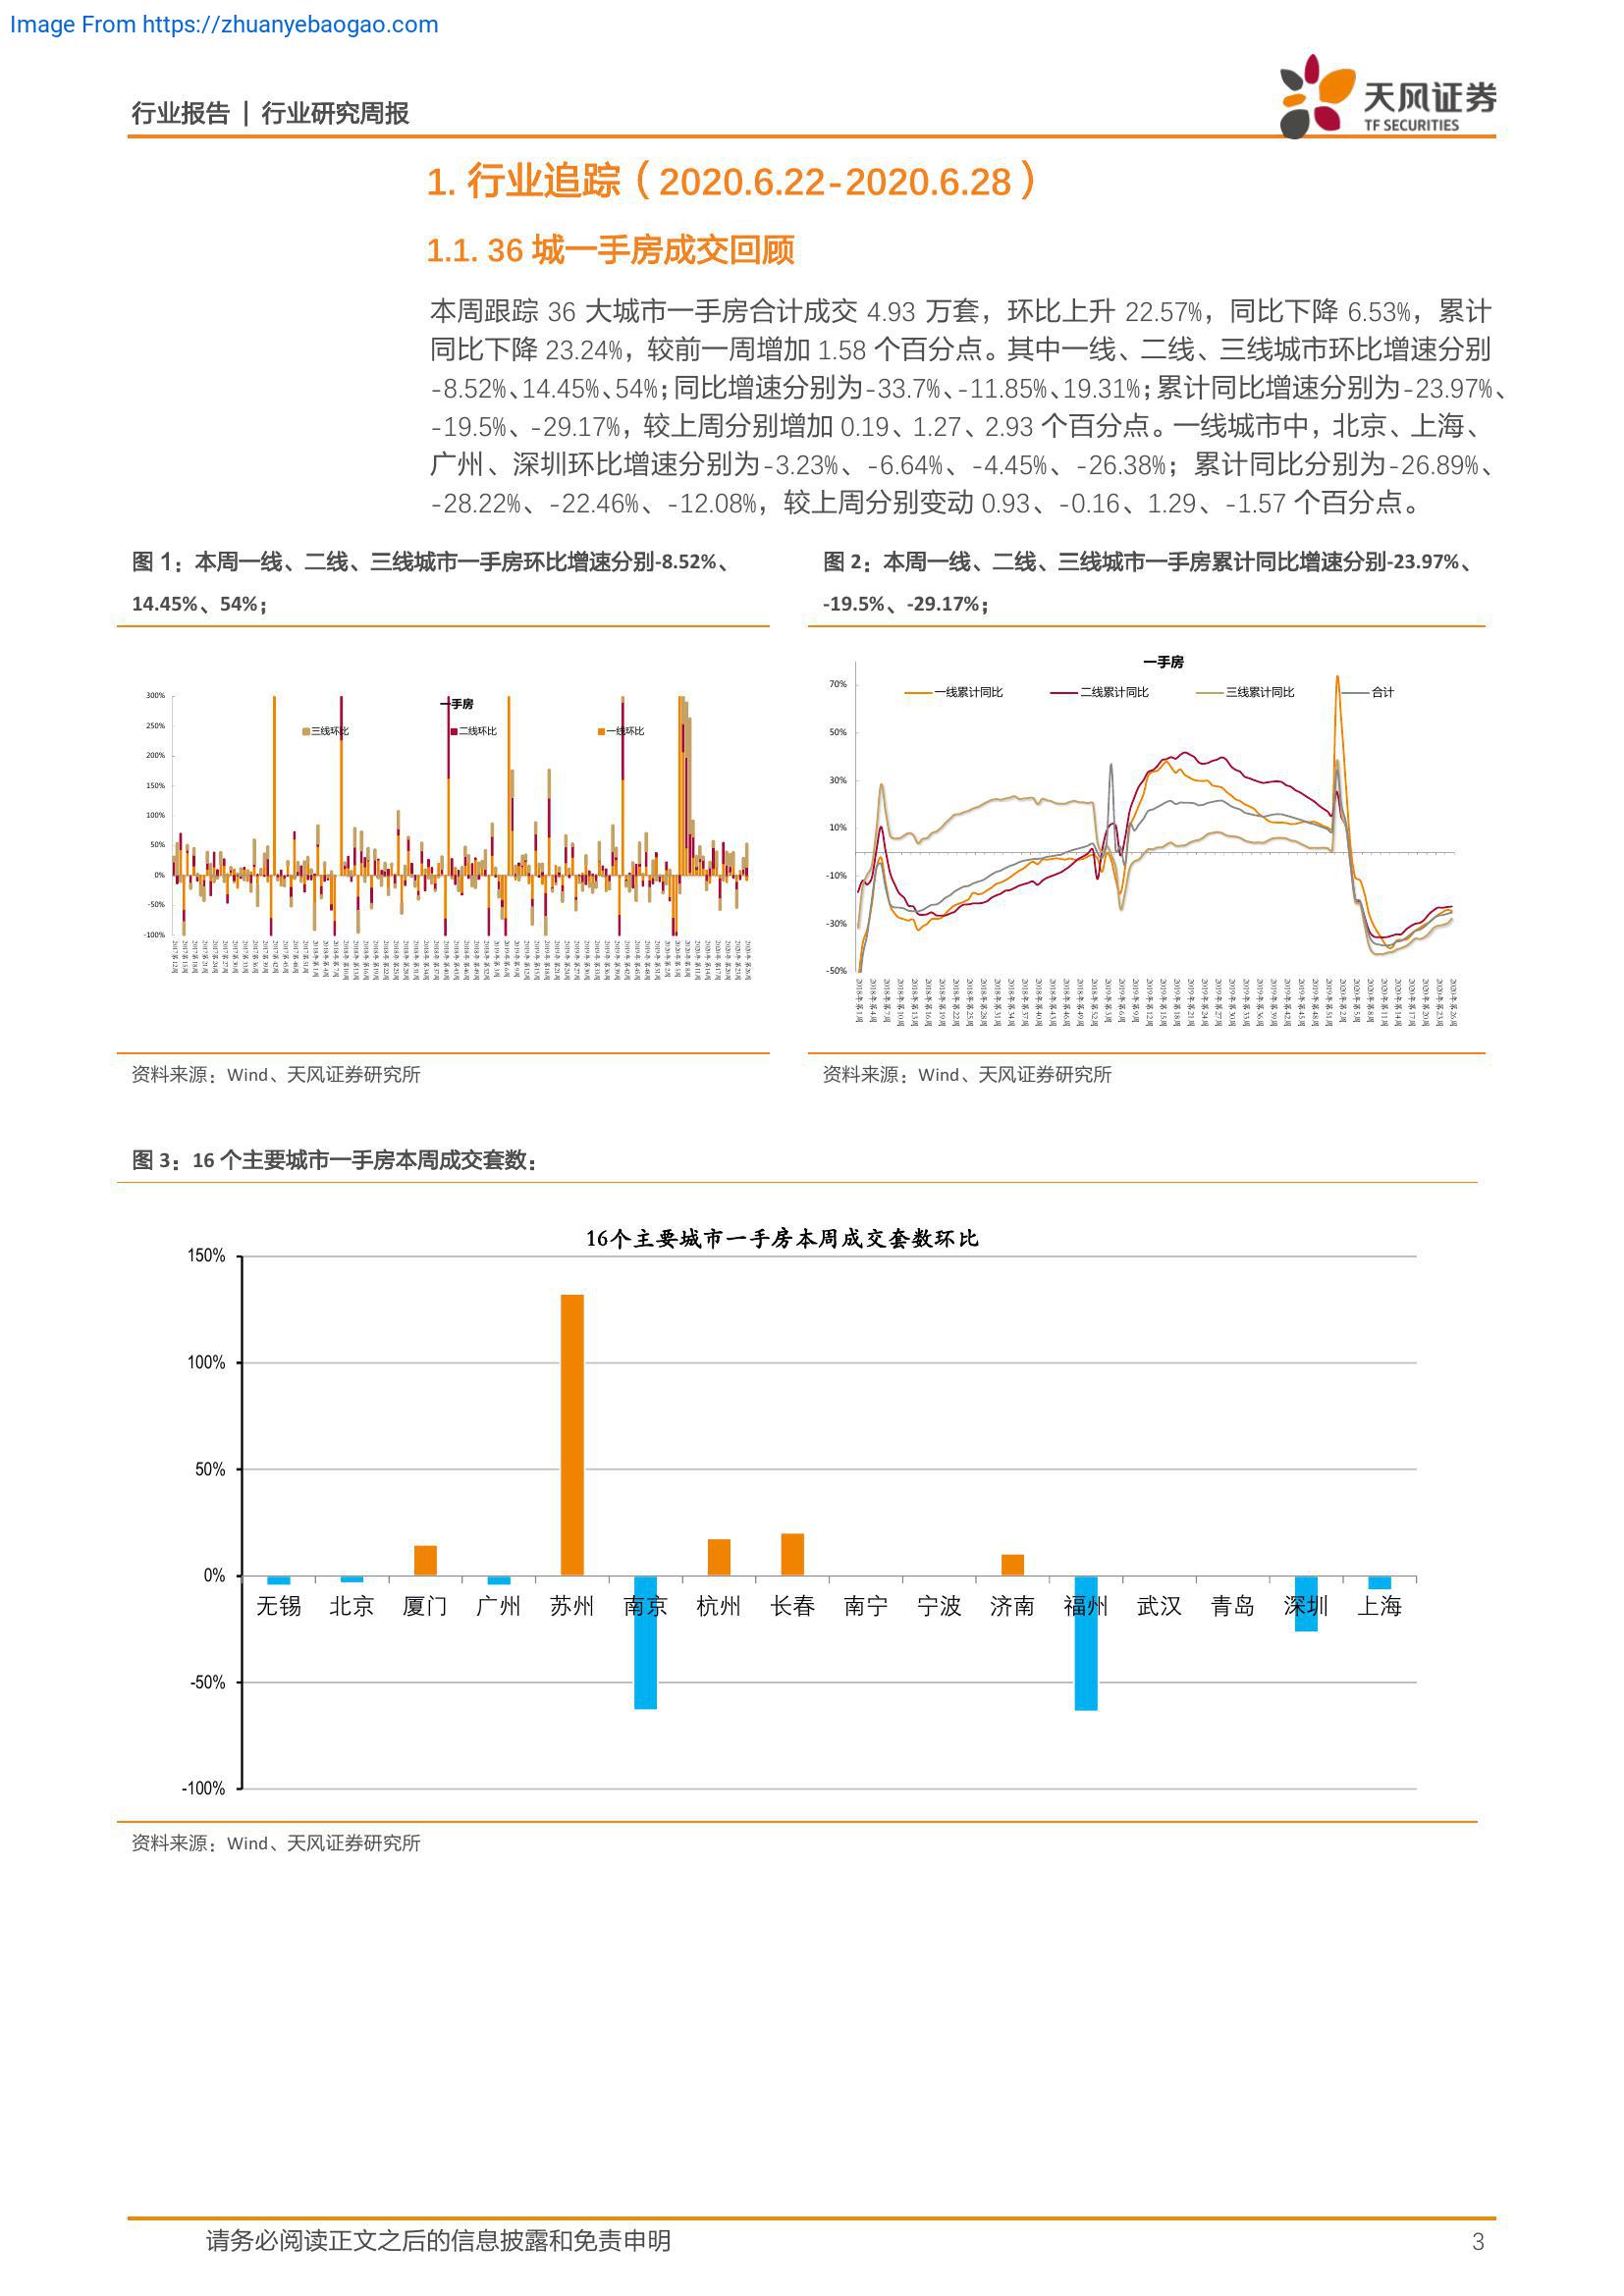 Image From https://zhuanyebaogao.com
行业报告 | 行业研究周报
天风证券
TF SECURITIES
1. 行业追踪（2020.6.22-2020.6.28）
1.1. 36 城一手房成交回顾
本周跟踪 36 大城市一手房合计成交 4.93 万套，环比上升 22.57%，同比下降 6.53%，累计
同比下降 23.24%，较前一周增加 1.58 个百分点。其中一线、二线、三线城市环比增速分别
-8.52%、14.45%、54%；同比增速分别为-33.7%、-11.85%、19.31%；累计同比增速分别为-23.97%、
-19.5%、-29.17%，较上周分别增加 0.19、1.27、2.93 个百分点。一线城市中，北京、上海、
广州、深圳环比增速分别为-3.23%、-6.64%、-4.45%、-26.38%；累计同比分别为-26.89%、
-28.22%、-22.46%、-12.08%，较上周分别变动 0.93、-0.16、1.29、-1.57 个百分点。
图 1：本周一线、二线、三线城市一手房环比增速分别-8.52%、
14.45%、54%；
一手房
三线环比 二线环比 一线环比
300%
250%
200%
150%
100%
50%
0%
-50%
-100%
资料来源：Wind、天风证券研究所
图 2：本周一线、二线、三线城市一手房累计同比增速分别-23.97%、
-19.5%、-29.17%；
一手房
一线累计同比 二线累计同比 三线累计同比 合计
70%
50%
30%
10%
-10%
-30%
-50%
资料来源：Wind、天风证券研究所
图 3：16 个主要城市一手房本周成交套数：
16个主要城市一手房本周成交套数环比
150%
100%
50%
0%
-50%
-100%
无锡 北京 厦门 广州 苏州 南京 杭州 长春 南宁 宁波 济南 福州 武汉 青岛 深圳 上海
资料来源：Wind、天风证券研究所
请务必阅读正文之后的信息披露和免责申明 3